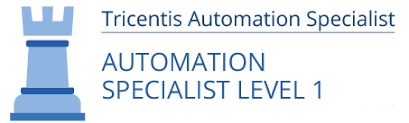 Tricentis Automation Specialist
AUTOMATION
SPECIALIST LEVEL 1